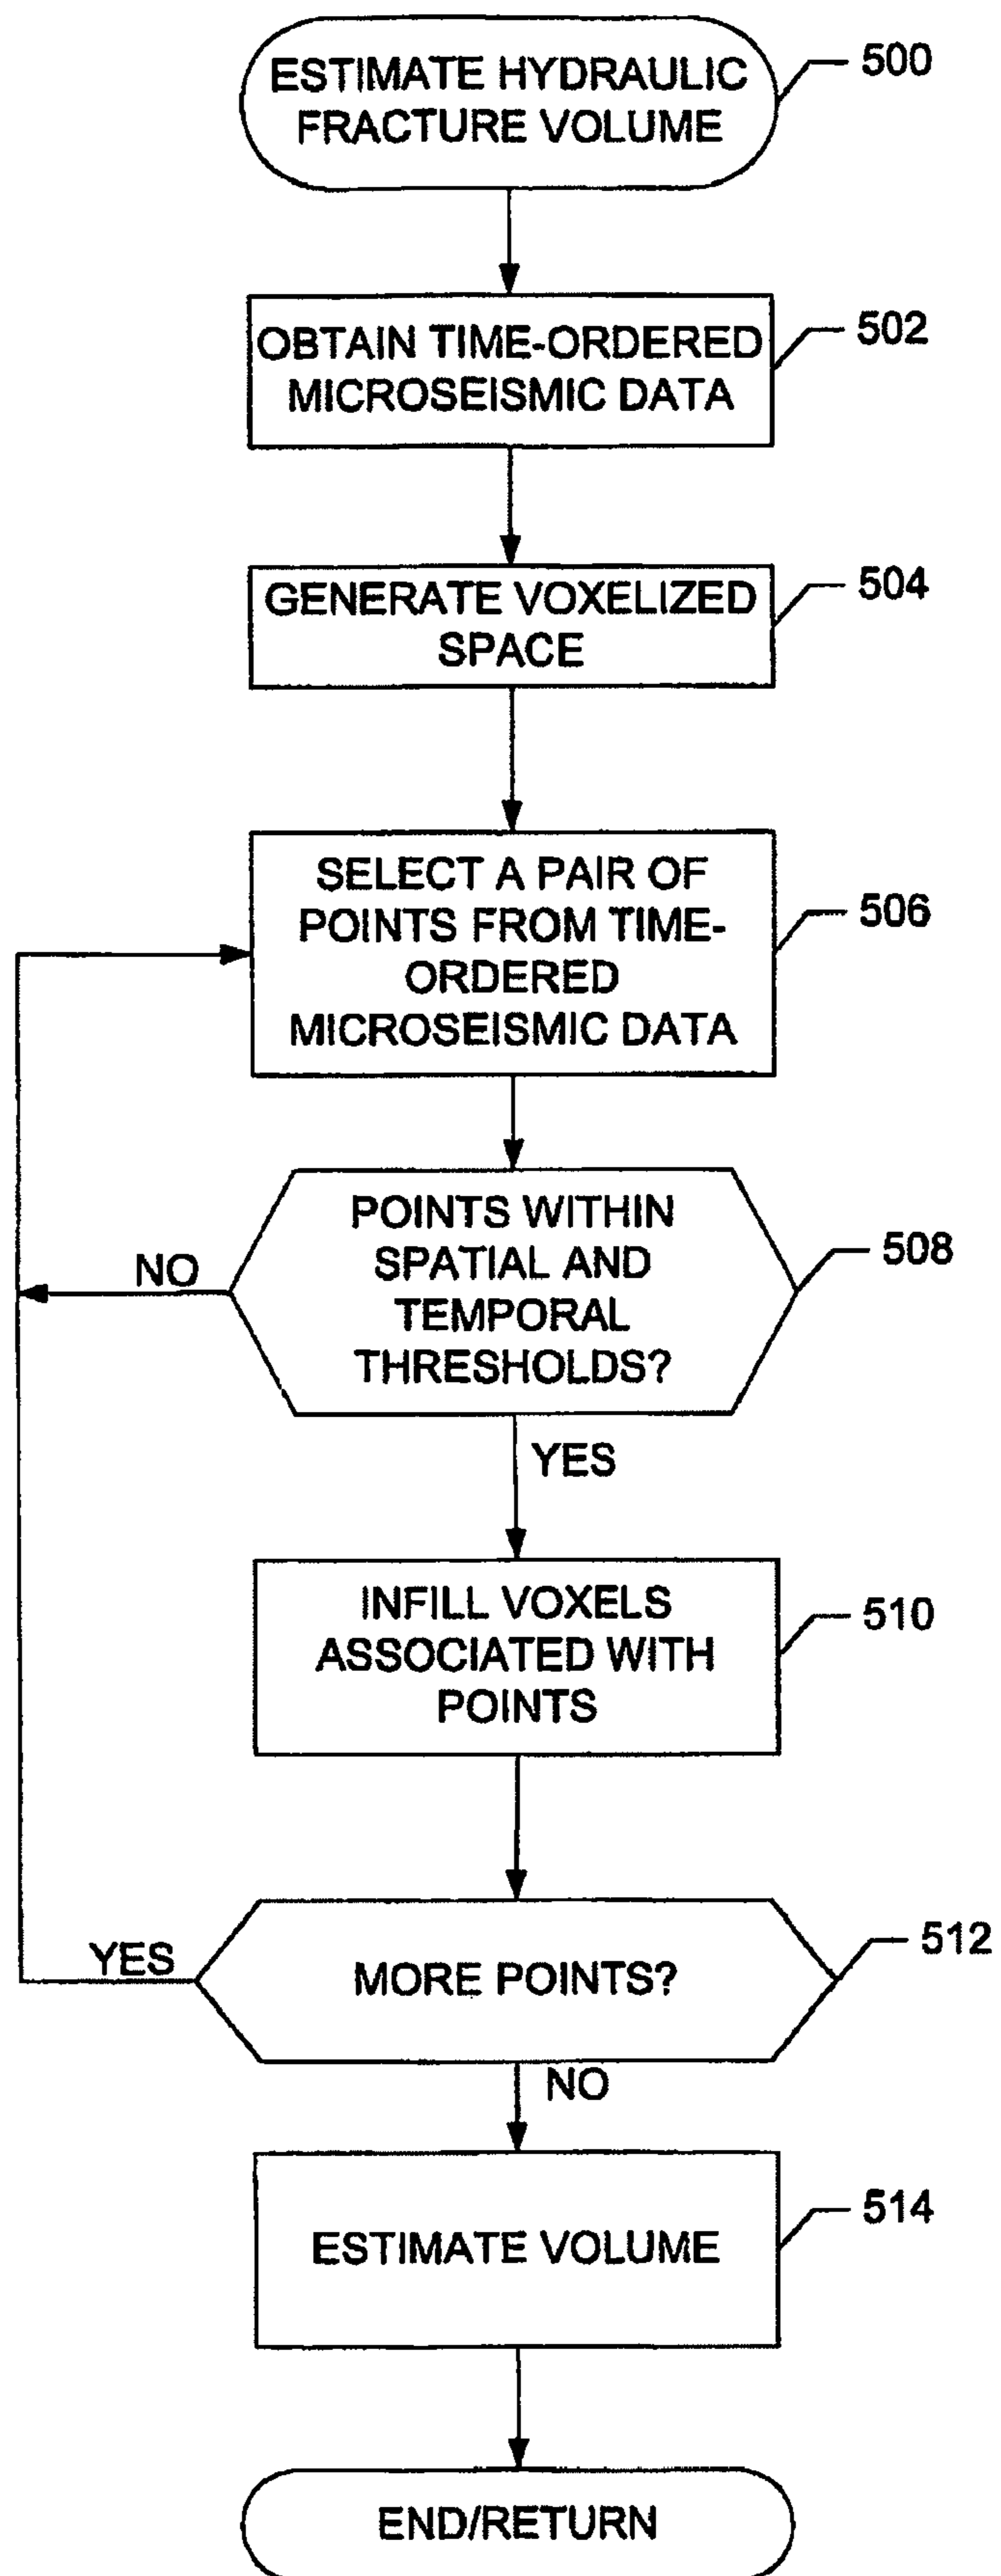 ESTIMATE HYDRAULIC
FRACTURE VOLUME
500
OBTAIN TIME-ORDERED
MICROSEISMIC DATA
502
GENERATE VOXELIZED
SPACE
504
SELECT A PAIR OF
POINTS FROM TIME-
ORDERED
MICROSEISMIC DATA
506
POINTS WITHIN
SPATIAL AND
TEMPORAL
THRESHOLDS?
508
NO
YES
INFILL VOXELS
ASSOCIATED WITH
POINTS
510
MORE POINTS?
512
YES
NO
ESTIMATE VOLUME
514
END/RETURN